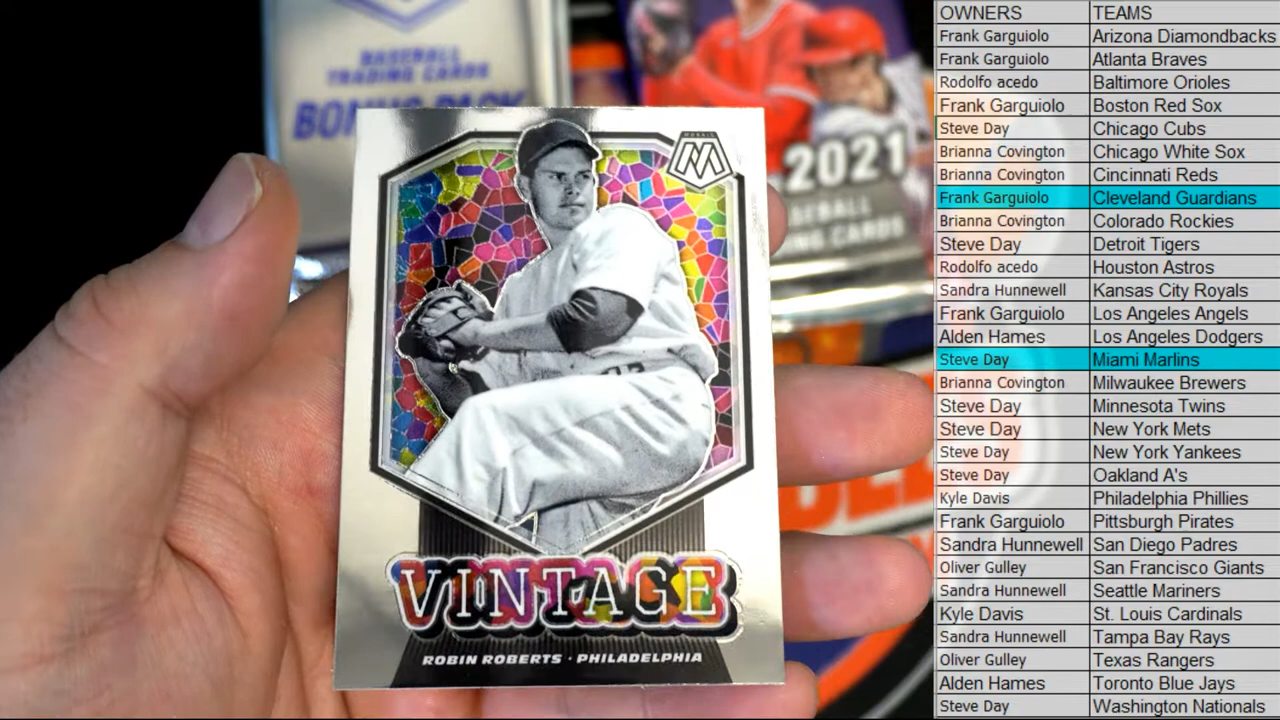 BASEBALL
TRADING CARDS
BONUS PACK
2021
BASEBALL
TRADING CARDS
MOSAIC
VINTAGE
ROBIN ROBERTS · PHILADELPHIA
OWNERS TEAMS
Frank Garguiolo Arizona Diamondbacks
Frank Garguiolo Atlanta Braves
Rodolfo acedo Baltimore Orioles
Frank Garguiolo Boston Red Sox
Steve Day Chicago Cubs
Brianna Covington Chicago White Sox
Brianna Covington Cincinnati Reds
Frank Garguiolo Cleveland Guardians
Brianna Covington Colorado Rockies
Steve Day Detroit Tigers
Rodolfo acedo Houston Astros
Sandra Hunnewell Kansas City Royals
Frank Garguiolo Los Angeles Angels
Alden Hames Los Angeles Dodgers
Steve Day Miami Marlins
Brianna Covington Milwaukee Brewers
Steve Day Minnesota Twins
Steve Day New York Mets
Steve Day New York Yankees
Steve Day Oakland A's
Kyle Davis Philadelphia Phillies
Frank Garguiolo Pittsburgh Pirates
Sandra Hunnewell San Diego Padres
Oliver Gulley San Francisco Giants
Sandra Hunnewell Seattle Mariners
Kyle Davis St. Louis Cardinals
Sandra Hunnewell Tampa Bay Rays
Oliver Gulley Texas Rangers
Alden Hames Toronto Blue Jays
Steve Day Washington Nationals